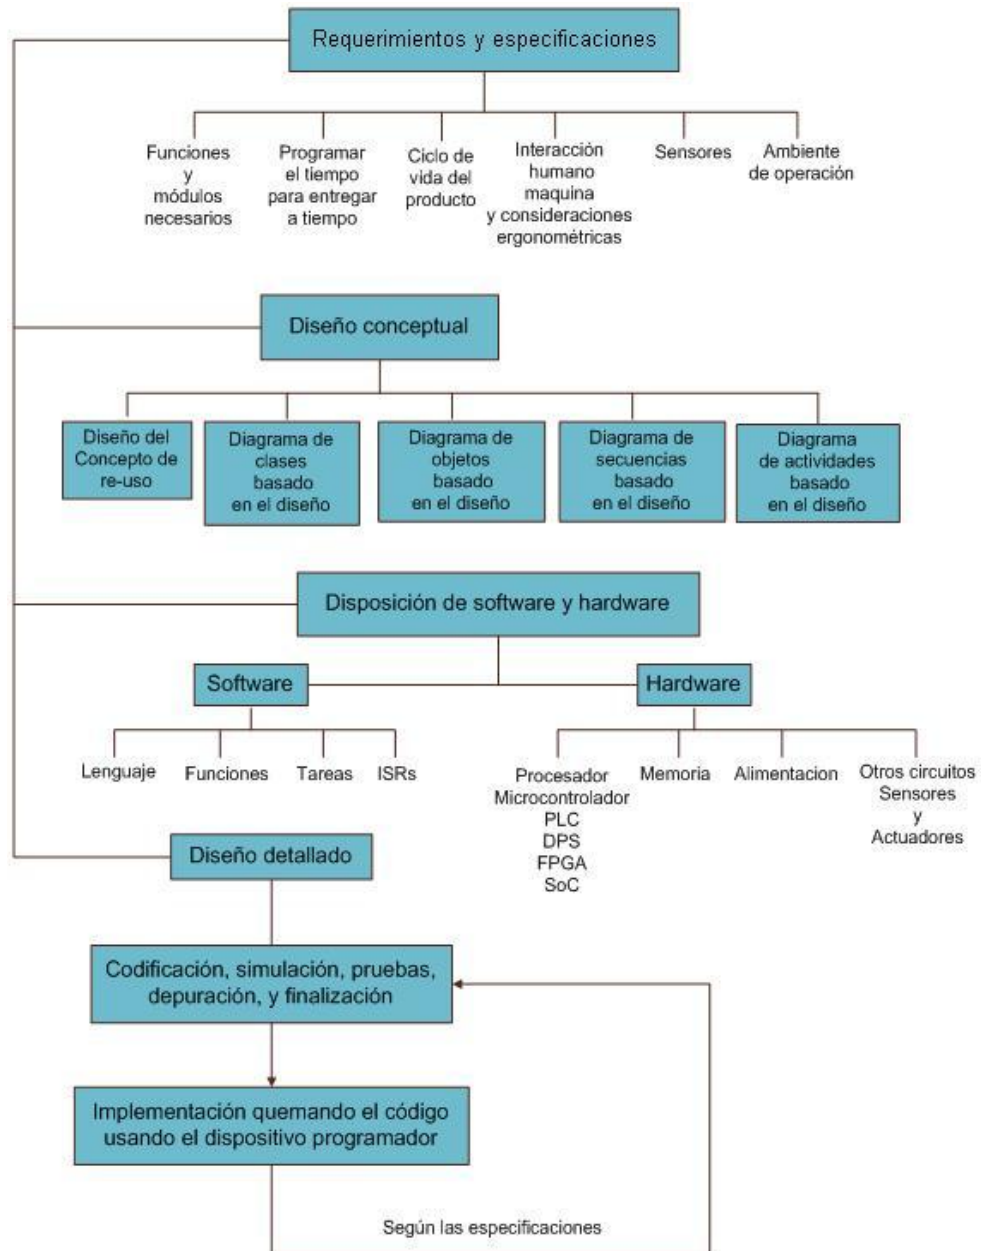 Requerimientos y especificaciones
Funciones
y
módulos
necesarios
Programar
el tiempo
para entregar
a tiempo
Ciclo de
vida del
producto
Interacción
humano
maquina
y consideraciones
ergonométricas
Sensores
Ambiente
de operación
Diseño conceptual
Diseño del
Concepto de
re-uso
Diagrama de
clases
basado
en el diseño
Diagrama de
objetos
basado
en el diseño
Diagrama de
secuencias
basado
en el diseño
Diagrama
de actividades
basado
en el diseño
Disposición de software y hardware
Software
Hardware
Lenguaje
Funciones
Tareas
ISRs
Procesador
Microcontrolador
PLC
DPS
FPGA
SoC
Memoria
Alimentacion
Otros circuitos
Sensores
y
Actuadores
Diseño detallado
Codificación, simulación, pruebas,
depuración, y finalización
Implementación quemando el código
usando el dispositivo programador
Según las especificaciones